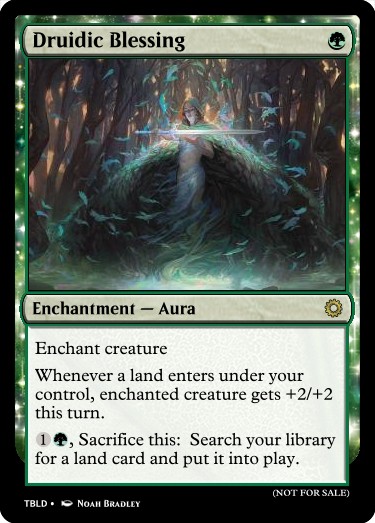 Druidic Blessing
Enchantment — Aura
Enchant creature
Whenever a land enters under your
control, enchanted creature gets +2/+2
this turn.
1, Sacrifice this: Search your library
for a land card and put it into play.
(NOT FOR SALE)
TBLD • Noah Bradley